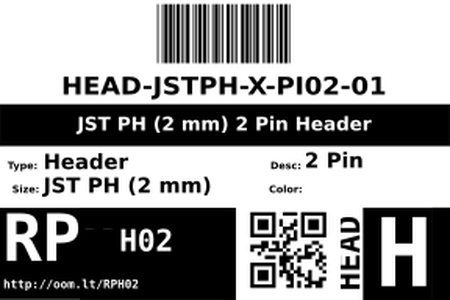 HEAD-JSTPH-X-PI02-01
JST PH (2 mm) 2 Pin Header
Type: Header
Desc: 2 Pin
Size: JST PH (2 mm)
Color:
RP H02
HEAD
H
http://oom.lt/RPH02